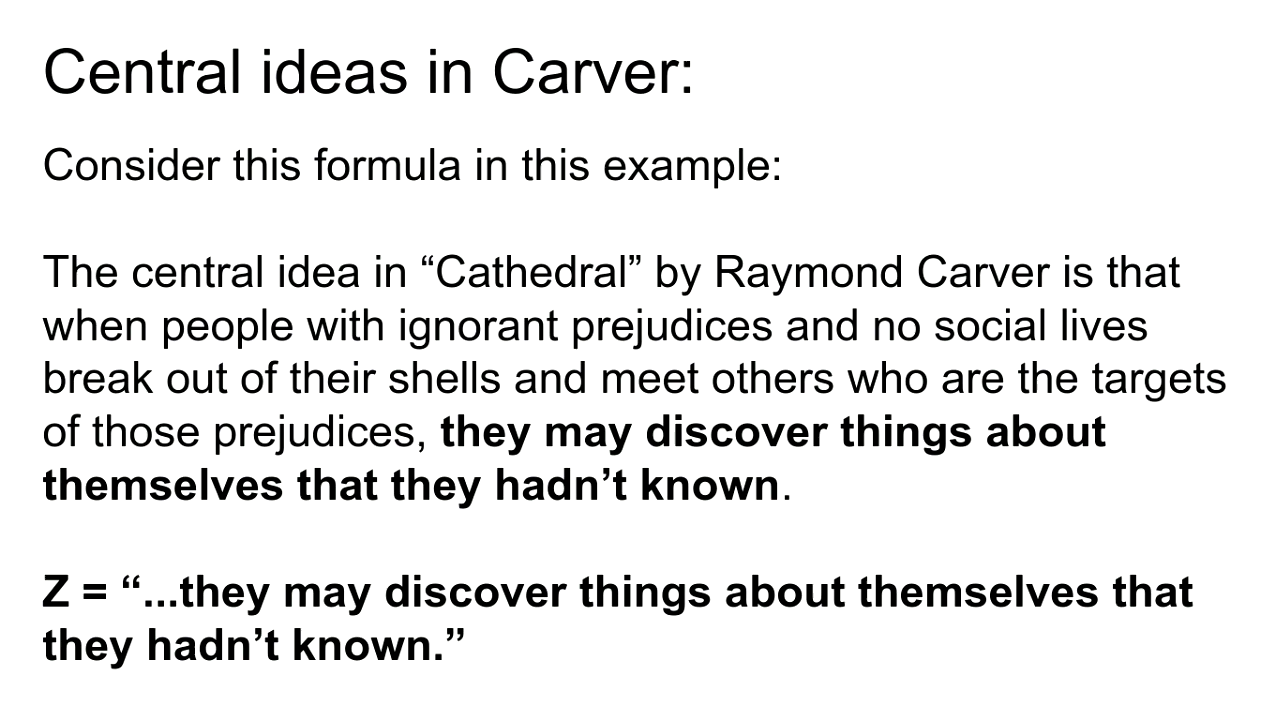 Central ideas in Carver:
Consider this formula in this example:
The central idea in “Cathedral” by Raymond Carver is that
when people with ignorant prejudices and no social lives
break out of their shells and meet others who are the targets
of those prejudices, they may discover things about
themselves that they hadn’t known.
Z = “...they may discover things about themselves that
they hadn’t known.”